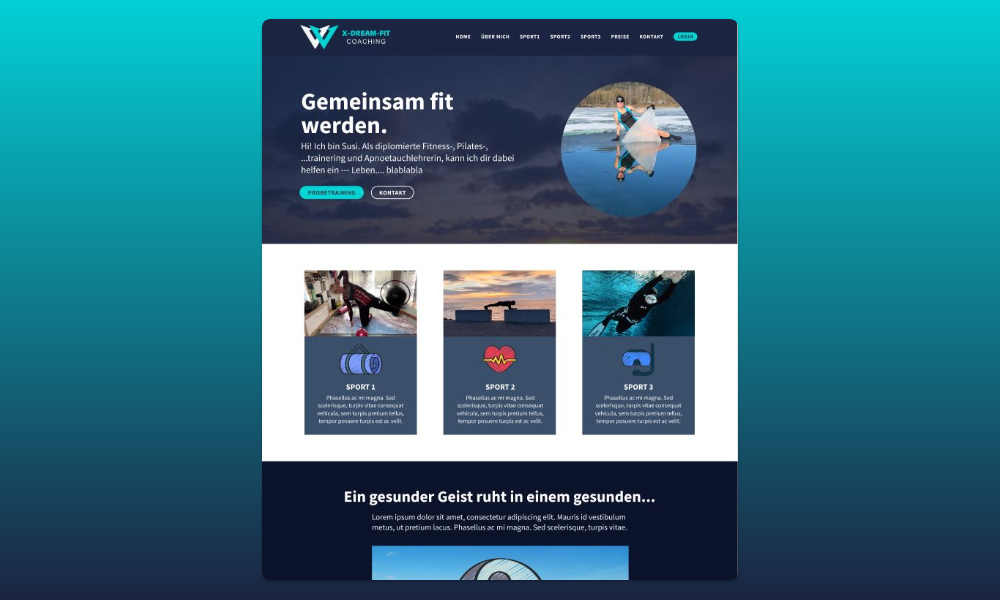 X-DREAM-FIT
COACHING
HOME ÜBER MICH SPORT1 SPORT2 SPORT3 PREISE KONTAKT LOGIN
Gemeinsam fit
werden.
Hi! Ich bin Susi. Als diplomierte Fitness-, Pilates-,
...trainering und Apnoetauchlehrerin, kann ich dir dabei
helfen ein --- Leben.... blablabla
PROBETRAINING KONTAKT
SPORT 1
Phasellus ac mi magna. Sed
scelerisque, turpis vitae consequat
vehicula, sem turpis pretium tellus,
tempor posuere turpis est ac velit.
SPORT 2
Phasellus ac mi magna. Sed
scelerisque, turpis vitae consequat
vehicula, sem turpis pretium tellus,
tempor posuere turpis est ac velit.
SPORT 3
Phasellus ac mi magna. Sed
scelerisque, turpis vitae consequat
vehicula, sem turpis pretium tellus,
tempor posuere turpis est ac velit.
Ein gesunder Geist ruht in einem gesunden...
Lorem ipsum dolor sit amet, consectetur adipiscing elit. Mauris id vestibulum
metus, ut pretium lacus. Phasellus ac mi magna. Sed scelerisque, turpis vitae.